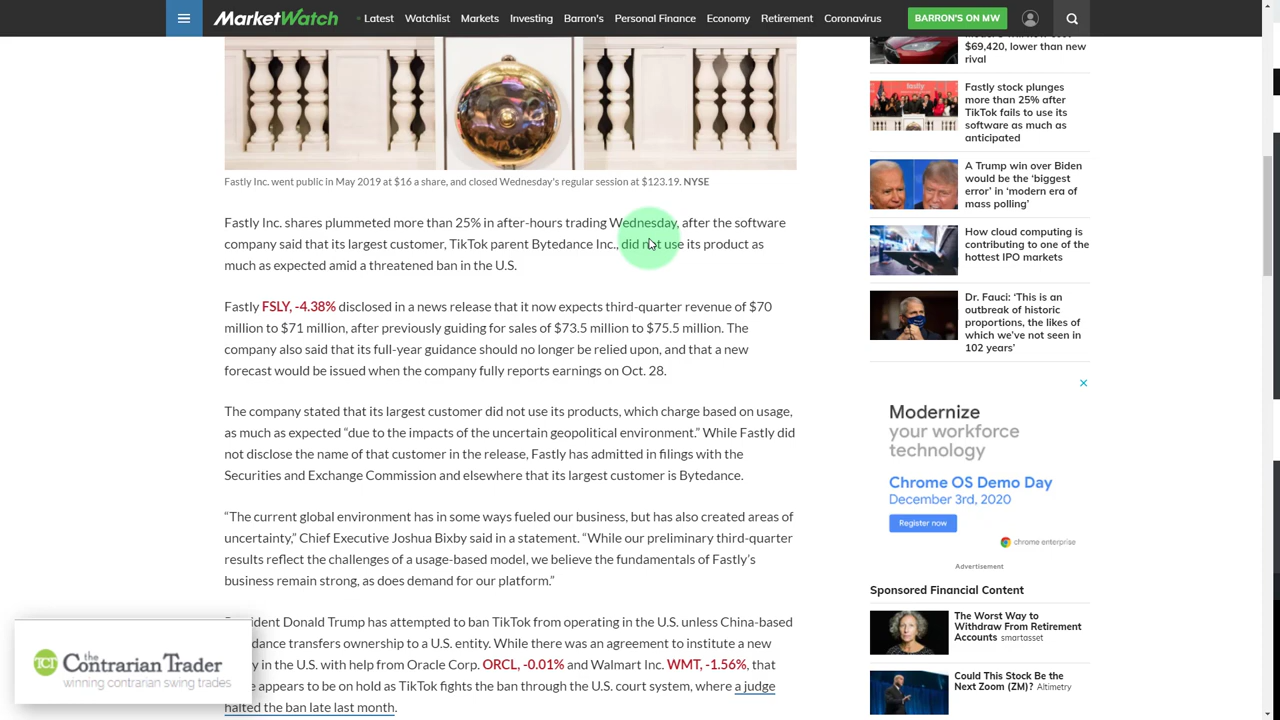 MarketWatch
Latest
Watchlist
Markets
Investing
Barron's
Personal Finance
Economy
Retirement
Coronavirus
BARRON'S ON MW
Fastly Inc. went public in May 2019 at $16 a share, and closed Wednesday's regular session at $123.19. NYSE
Fastly Inc. shares plummeted more than 25% in after-hours trading Wednesday, after the software
company said that its largest customer, TikTok parent Bytedance Inc., did not use its product as
much as expected amid a threatened ban in the U.S.
Fastly FSLY, -4.38% disclosed in a news release that it now expects third-quarter revenue of $70
million to $71 million, after previously guiding for sales of $73.5 million to $75.5 million. The
company also said that its full-year guidance should no longer be relied upon, and that a new
forecast would be issued when the company fully reports earnings on Oct. 28.
The company stated that its largest customer did not use its products, which charge based on usage,
as much as expected “due to the impacts of the uncertain geopolitical environment.” While Fastly did
not disclose the name of that customer in the release, Fastly has admitted in filings with the
Securities and Exchange Commission and elsewhere that its largest customer is Bytedance.
“The current global environment has in some ways fueled our business, but has also created areas of
uncertainty,” Chief Executive Joshua Bixby said in a statement. “While our preliminary third-quarter
results reflect the challenges of a usage-based model, we believe the fundamentals of Fastly’s
business remain strong, as does demand for our platform.”
Donald Trump has attempted to ban TikTok from operating in the U.S. unless China-based
transfers ownership to a U.S. entity. While there was an agreement to institute a new
in the U.S. with help from Oracle Corp. ORCL, -0.01% and Walmart Inc. WMT, -1.56%, that
appears to be on hold as TikTok fights the ban through the U.S. court system, where a judge
halted the ban late last month.
TCT the Contrarian Trader
winning contrarian swing trades
$69,420, lower than new
rival
Fastly stock plunges
more than 25% after
TikTok fails to use its
software as much as
anticipated
A Trump win over Biden
would be the ‘biggest
error’ in ‘modern era of
mass polling’
How cloud computing is
contributing to one of the
hottest IPO markets
Dr. Fauci: ‘This is an
outbreak of historic
proportions, the likes of
which we’ve not seen in
102 years’
Modernize
your workforce
technology
Chrome OS Demo Day
December 3rd, 2020
Register now
chrome enterprise
Advertisement
Sponsored Financial Content
The Worst Way to
Withdraw From Retirement
Accounts smartasset
Could This Stock Be the
Next Zoom (ZM)? Altimetry